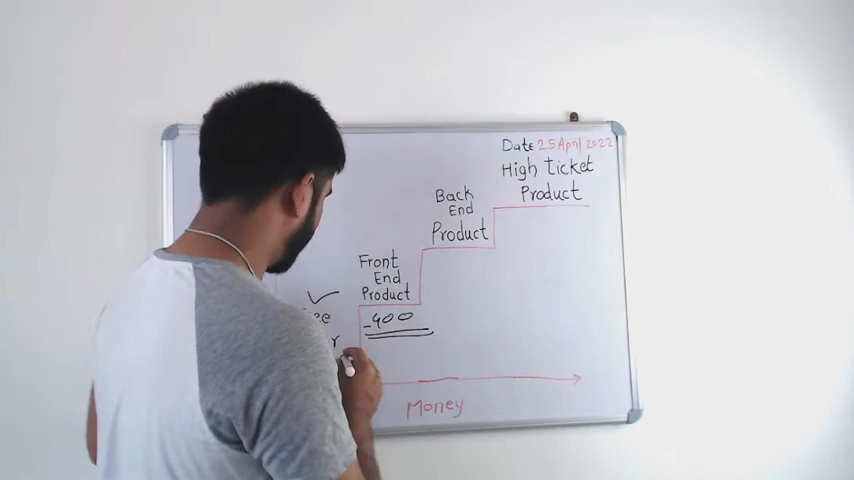 Date 25 April 2022
High Ticket
Product
Back
End
Product
Front
End
Product
-400
Money